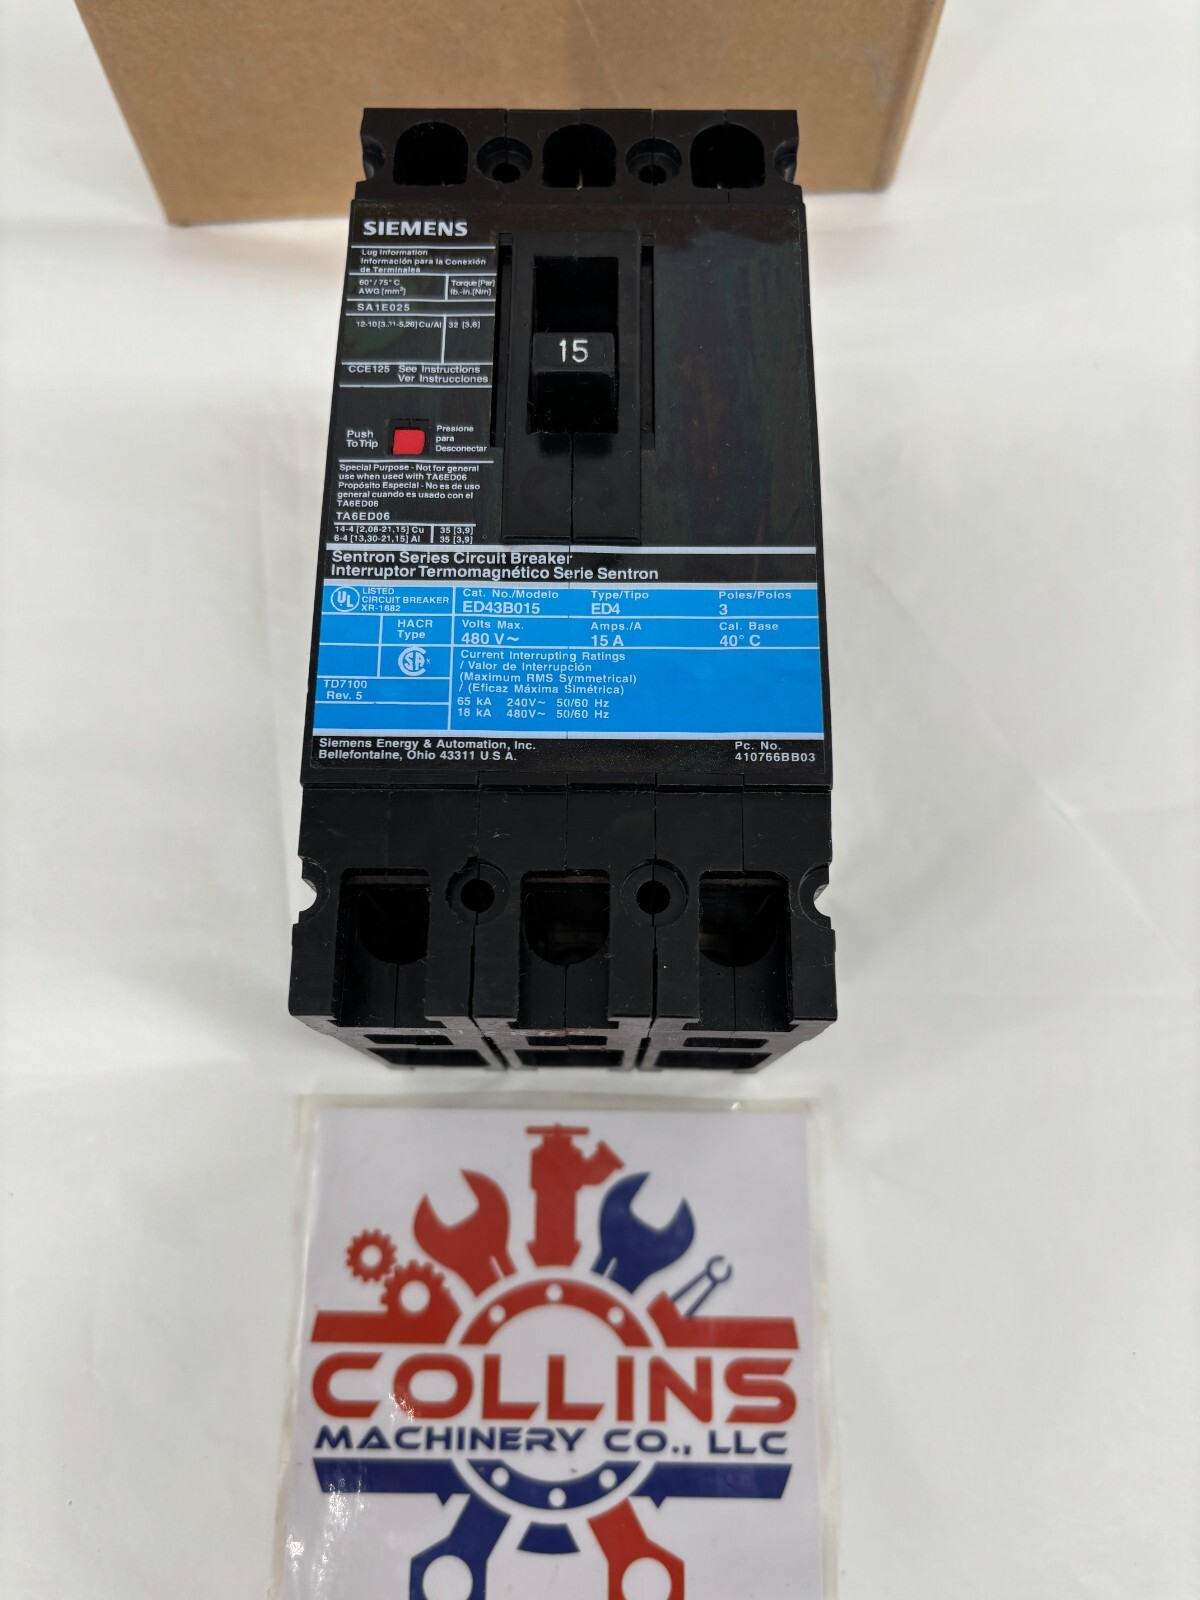 SIEMENS
Lug Information
Información para la Conexión
de Terminales
60°/75°C Torque [Par]
AWG [mm²] lb.-in.[Nm]
SA1E025
12-10 [3.31-5,26] Cu/Al 32 [3,6]
CCE125 See Instructions
Ver Instrucciones
15
Push
To Trip
Presione
para
Desconectar
Special Purpose - Not for general
use when used with TA6ED06
Propósito Especial - No es de uso
general cuando es usado con el
TA6ED06
TA6ED06
14-4 [2,08-21,15] Cu 35 [3,9]
6-4 [13,30-21,15] Al 35 [3,9]
Sentron Series Circuit Breaker
Interruptor Termomagnético Serie Sentron
UL
LISTED
CIRCUIT BREAKER
XR-1682
HACR
Type
SA
TD7100
Rev. 5
Cat. No./Modelo Type/Tipo Poles/Polos
ED43B015 ED4 3
Volts Max. Amps./A Cal. Base
480 V~ 15 A 40° C
Current Interrupting Ratings
/ Valor de Interrupción
(Maximum RMS Symmetrical)
/ (Eficaz Máxima Simétrica)
65 kA 240V~ 50/60 Hz
18 kA 480V~ 50/60 Hz
Siemens Energy & Automation, Inc.
Bellefontaine, Ohio 43311 U.S.A.
Pc. No.
410766BB03
COLLINS
MACHINERY CO., LLC